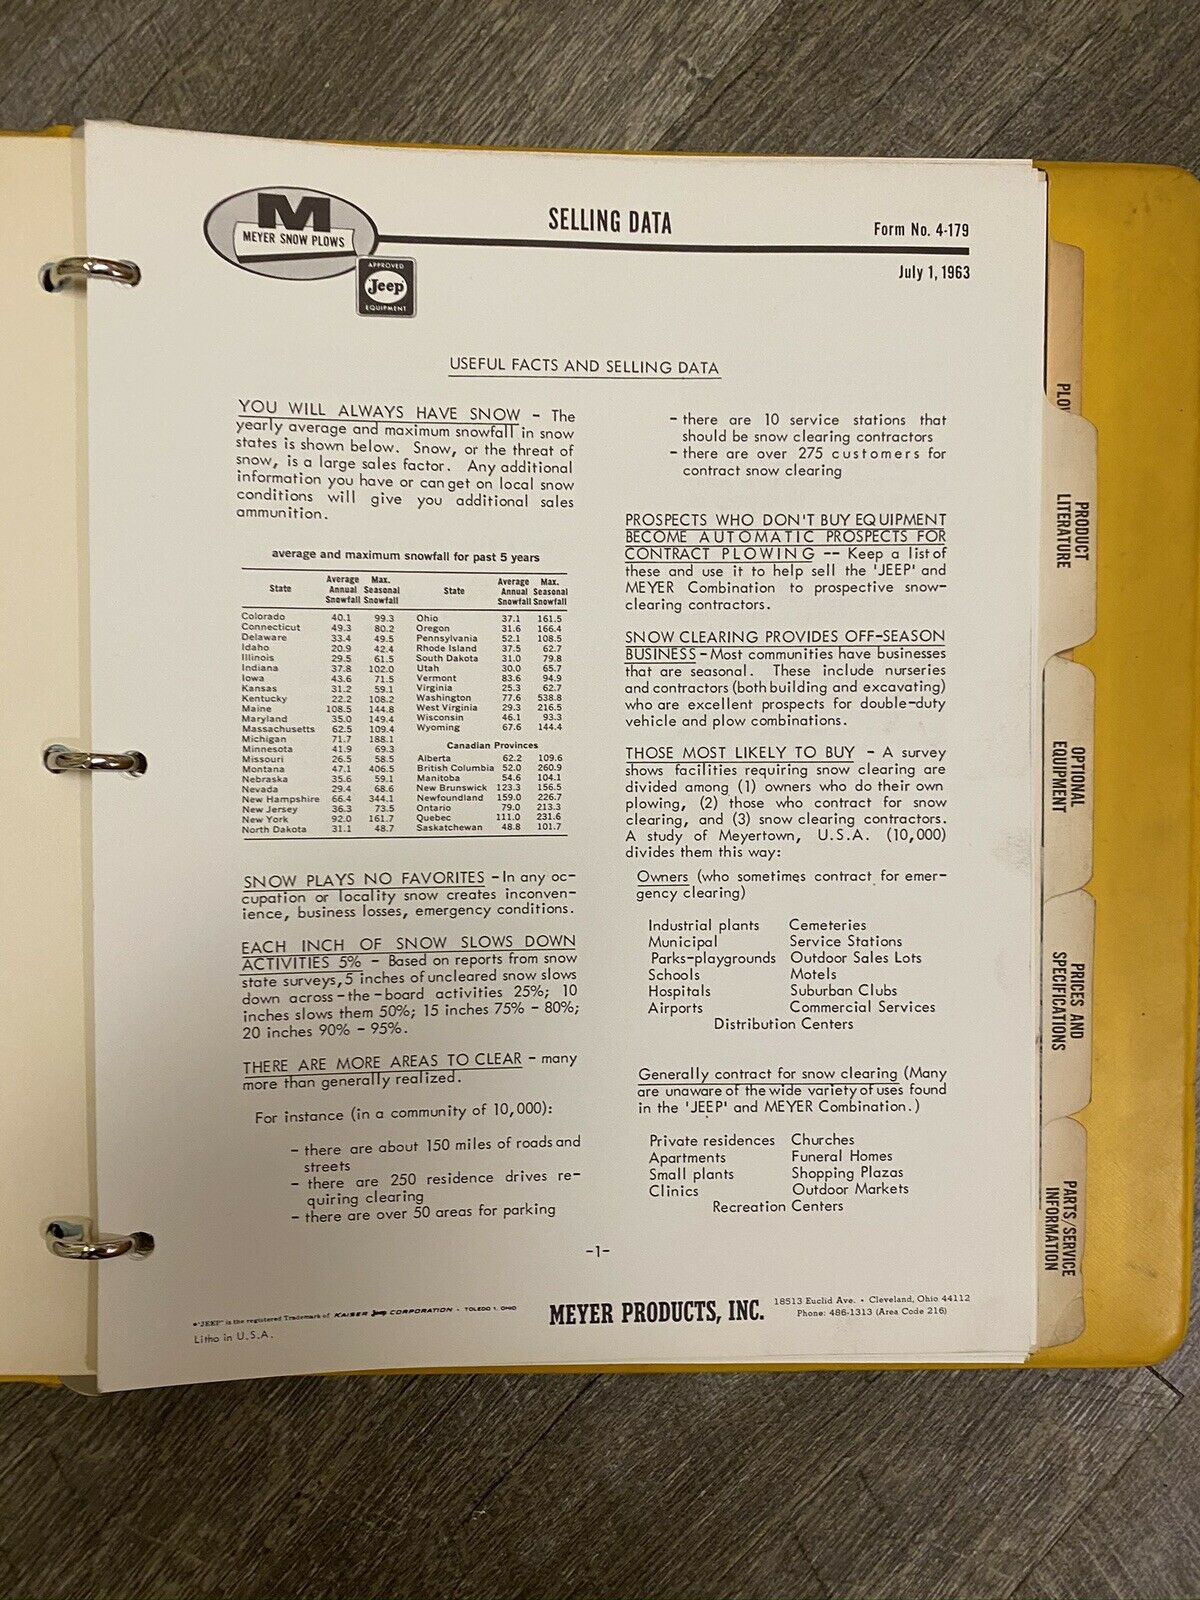 M
MEYER SNOW PLOWS
APPROVED
Jeep
EQUIPMENT
SELLING DATA
Form No. 4-179
July 1, 1963
USEFUL FACTS AND SELLING DATA
YOU WILL ALWAYS HAVE SNOW - The
yearly average and maximum snowfall in snow
states is shown below. Snow, or the threat of
snow, is a large sales factor. Any additional
information you have or can get on local snow
conditions will give you additional sales
ammunition.
average and maximum snowfall for past 5 years
State Average Annual Snowfall Max. Seasonal Snowfall State Average Annual Snowfall Max. Seasonal Snowfall
Colorado 40.1 99.3 Ohio 37.1 161.5
Connecticut 49.3 80.2 Oregon 31.6 166.4
Delaware 33.4 49.5 Pennsylvania 52.1 108.5
Idaho 20.9 42.4 Rhode Island 37.5 62.7
Illinois 29.5 61.5 South Dakota 31.0 79.8
Indiana 37.8 102.0 Utah 30.0 65.7
Iowa 43.6 71.5 Vermont 83.6 94.9
Kansas 31.2 59.1 Virginia 25.3 62.7
Kentucky 22.2 108.2 Washington 77.6 538.8
Maine 108.5 144.8 West Virginia 29.3 216.5
Maryland 35.0 149.4 Wisconsin 46.1 93.3
Massachusetts 62.5 109.4 Wyoming 67.6 144.4
Michigan 71.7 188.1
Minnesota 41.9 69.3 Canadian Provinces
Missouri 26.5 58.5 Alberta 62.2 109.6
Montana 47.1 406.5 British Columbia 52.0 260.9
Nebraska 35.6 59.1 Manitoba 54.6 104.1
Nevada 29.4 68.6 New Brunswick 123.3 156.5
New Hampshire 66.4 344.1 Newfoundland 159.0 226.7
New Jersey 36.3 73.5 Ontario 79.0 213.3
New York 92.0 161.7 Quebec 111.0 231.6
North Dakota 31.1 48.7 Saskatchewan 48.8 101.7
SNOW PLAYS NO FAVORITES - In any oc-
cupation or locality snow creates inconven-
ience, business losses, emergency conditions.
EACH INCH OF SNOW SLOWS DOWN
ACTIVITIES 5% - Based on reports from snow
state surveys, 5 inches of uncleared snow slows
down across-the-board activities 25%; 10
inches slows them 50%; 15 inches 75% - 80%;
20 inches 90% - 95%.
THERE ARE MORE AREAS TO CLEAR - many
more than generally realized.
For instance (in a community of 10,000):
- there are about 150 miles of roads and
streets
- there are 250 residence drives re-
quiring clearing
- there are over 50 areas for parking
- there are 10 service stations that
should be snow clearing contractors
- there are over 275 customers for
contract snow clearing
PROSPECTS WHO DON'T BUY EQUIPMENT
BECOME AUTOMATIC PROSPECTS FOR
CONTRACT PLOWING -- Keep a list of
these and use it to help sell the 'JEEP' and
MEYER Combination to prospective snow-
clearing contractors.
SNOW CLEARING PROVIDES OFF-SEASON
BUSINESS - Most communities have businesses
that are seasonal. These include nurseries
and contractors (both building and excavating)
who are excellent prospects for double-duty
vehicle and plow combinations.
THOSE MOST LIKELY TO BUY - A survey
shows facilities requiring snow clearing are
divided among (1) owners who do their own
plowing, (2) those who contract for snow
clearing, and (3) snow clearing contractors.
A study of Meyertown, U.S.A. (10,000)
divides them this way:
Owners (who sometimes contract for emer-
gency clearing)
Industrial plants Cemeteries
Municipal Service Stations
Parks-playgrounds Outdoor Sales Lots
Schools Motels
Hospitals Suburban Clubs
Airports Commercial Services
Distribution Centers
Generally contract for snow clearing (Many
are unaware of the wide variety of uses found
in the 'JEEP' and MEYER Combination.)
Private residences Churches
Apartments Funeral Homes
Small plants Shopping Plazas
Clinics Outdoor Markets
Recreation Centers
-1-
●"JEEP" is the registered Trademark of KAISER Jeep CORPORATION · TOLEDO 1, OHIO
Litho in U.S.A.
MEYER PRODUCTS, INC.
18513 Euclid Ave. • Cleveland, Ohio 44112
Phone: 486-1313 (Area Code 216)
PLOW
PRODUCT
LITERATURE
OPTIONAL
EQUIPMENT
PRICES AND
SPECIFICATIONS
PARTS/SERVICE
INFORMATION